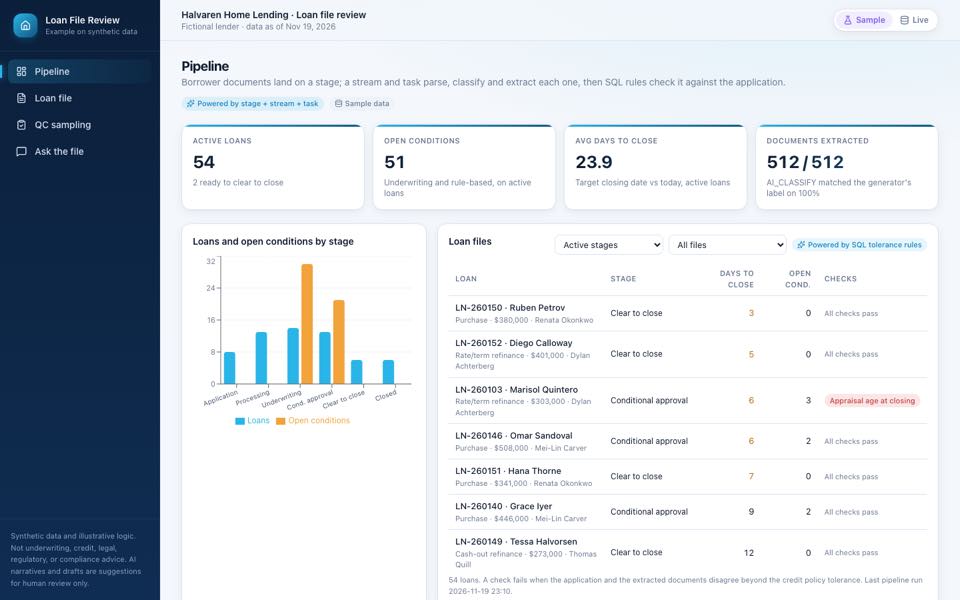 Loan File Review
Example on synthetic data
Pipeline
Loan file
QC sampling
Ask the file
Synthetic data and illustrative logic.
Not underwriting, credit, legal,
regulatory, or compliance advice. AI
narratives and drafts are suggestions
for human review only.
Halvaren Home Lending · Loan file review
Fictional lender · data as of Nov 19, 2026
Sample
Live
Pipeline
Borrower documents land on a stage; a stream and task parse, classify and extract each one, then SQL rules check it against the application.
Powered by stage + stream + task
Sample data
ACTIVE LOANS
54
2 ready to clear to close
OPEN CONDITIONS
51
Underwriting and rule-based, on active
loans
AVG DAYS TO CLOSE
23.9
Target closing date vs today, active loans
DOCUMENTS EXTRACTED
512 / 512
AI_CLASSIFY matched the generator's
label on 100%
Loans and open conditions by stage
32
24
16
8
0
Application
Processing
Underwriting
Cond. approval
Clear to close
Closed
Loans
Open conditions
Loan files
Active stages
All files
Powered by SQL tolerance rules
LOAN STAGE DAYS TO CLOSE OPEN COND. CHECKS
LN-260150 · Ruben Petrov
Purchase · $380,000 · Renata Okonkwo
Clear to close 3 0 All checks pass
LN-260152 · Diego Calloway
Rate/term refinance · $401,000 · Dylan
Achterberg
Clear to close 5 0 All checks pass
LN-260103 · Marisol Quintero
Rate/term refinance · $303,000 · Dylan
Achterberg
Conditional approval 6 3 Appraisal age at closing
LN-260146 · Omar Sandoval
Purchase · $508,000 · Mei-Lin Carver
Conditional approval 6 2 All checks pass
LN-260151 · Hana Thorne
Purchase · $341,000 · Renata Okonkwo
Clear to close 7 0 All checks pass
LN-260140 · Grace Iyer
Purchase · $446,000 · Mei-Lin Carver
Conditional approval 9 2 All checks pass
LN-260149 · Tessa Halvorsen
Cash-out refinance · $273,000 · Thomas
Quill
Clear to close 12 0 All checks pass
54 loans. A check fails when the application and the extracted documents disagree beyond the credit policy tolerance. Last pipeline run
2026-11-19 23:10.